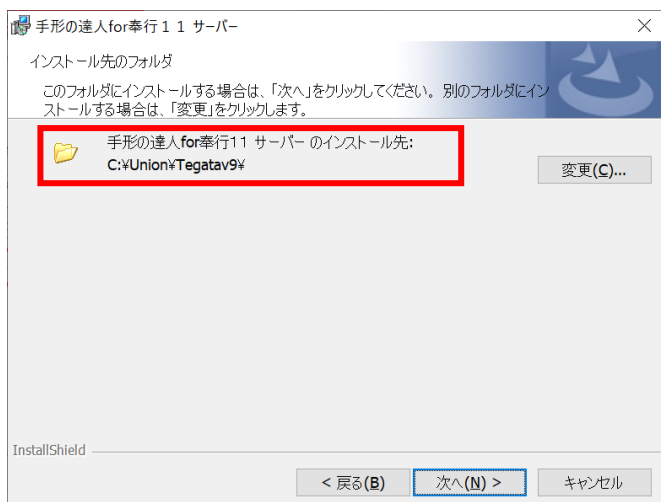 手形の達人for奉行１１ サーバー
インストール先のフォルダ
このフォルダにインストールする場合は、「次へ」をクリックしてください。別のフォルダにイン
ストールする場合は、「変更」をクリックします。
手形の達人for奉行11 サーバー のインストール先:
C:¥Union¥Tegatav9¥
変更(C)...
InstallShield
< 戻る(B)
次へ(N) >
キャンセル